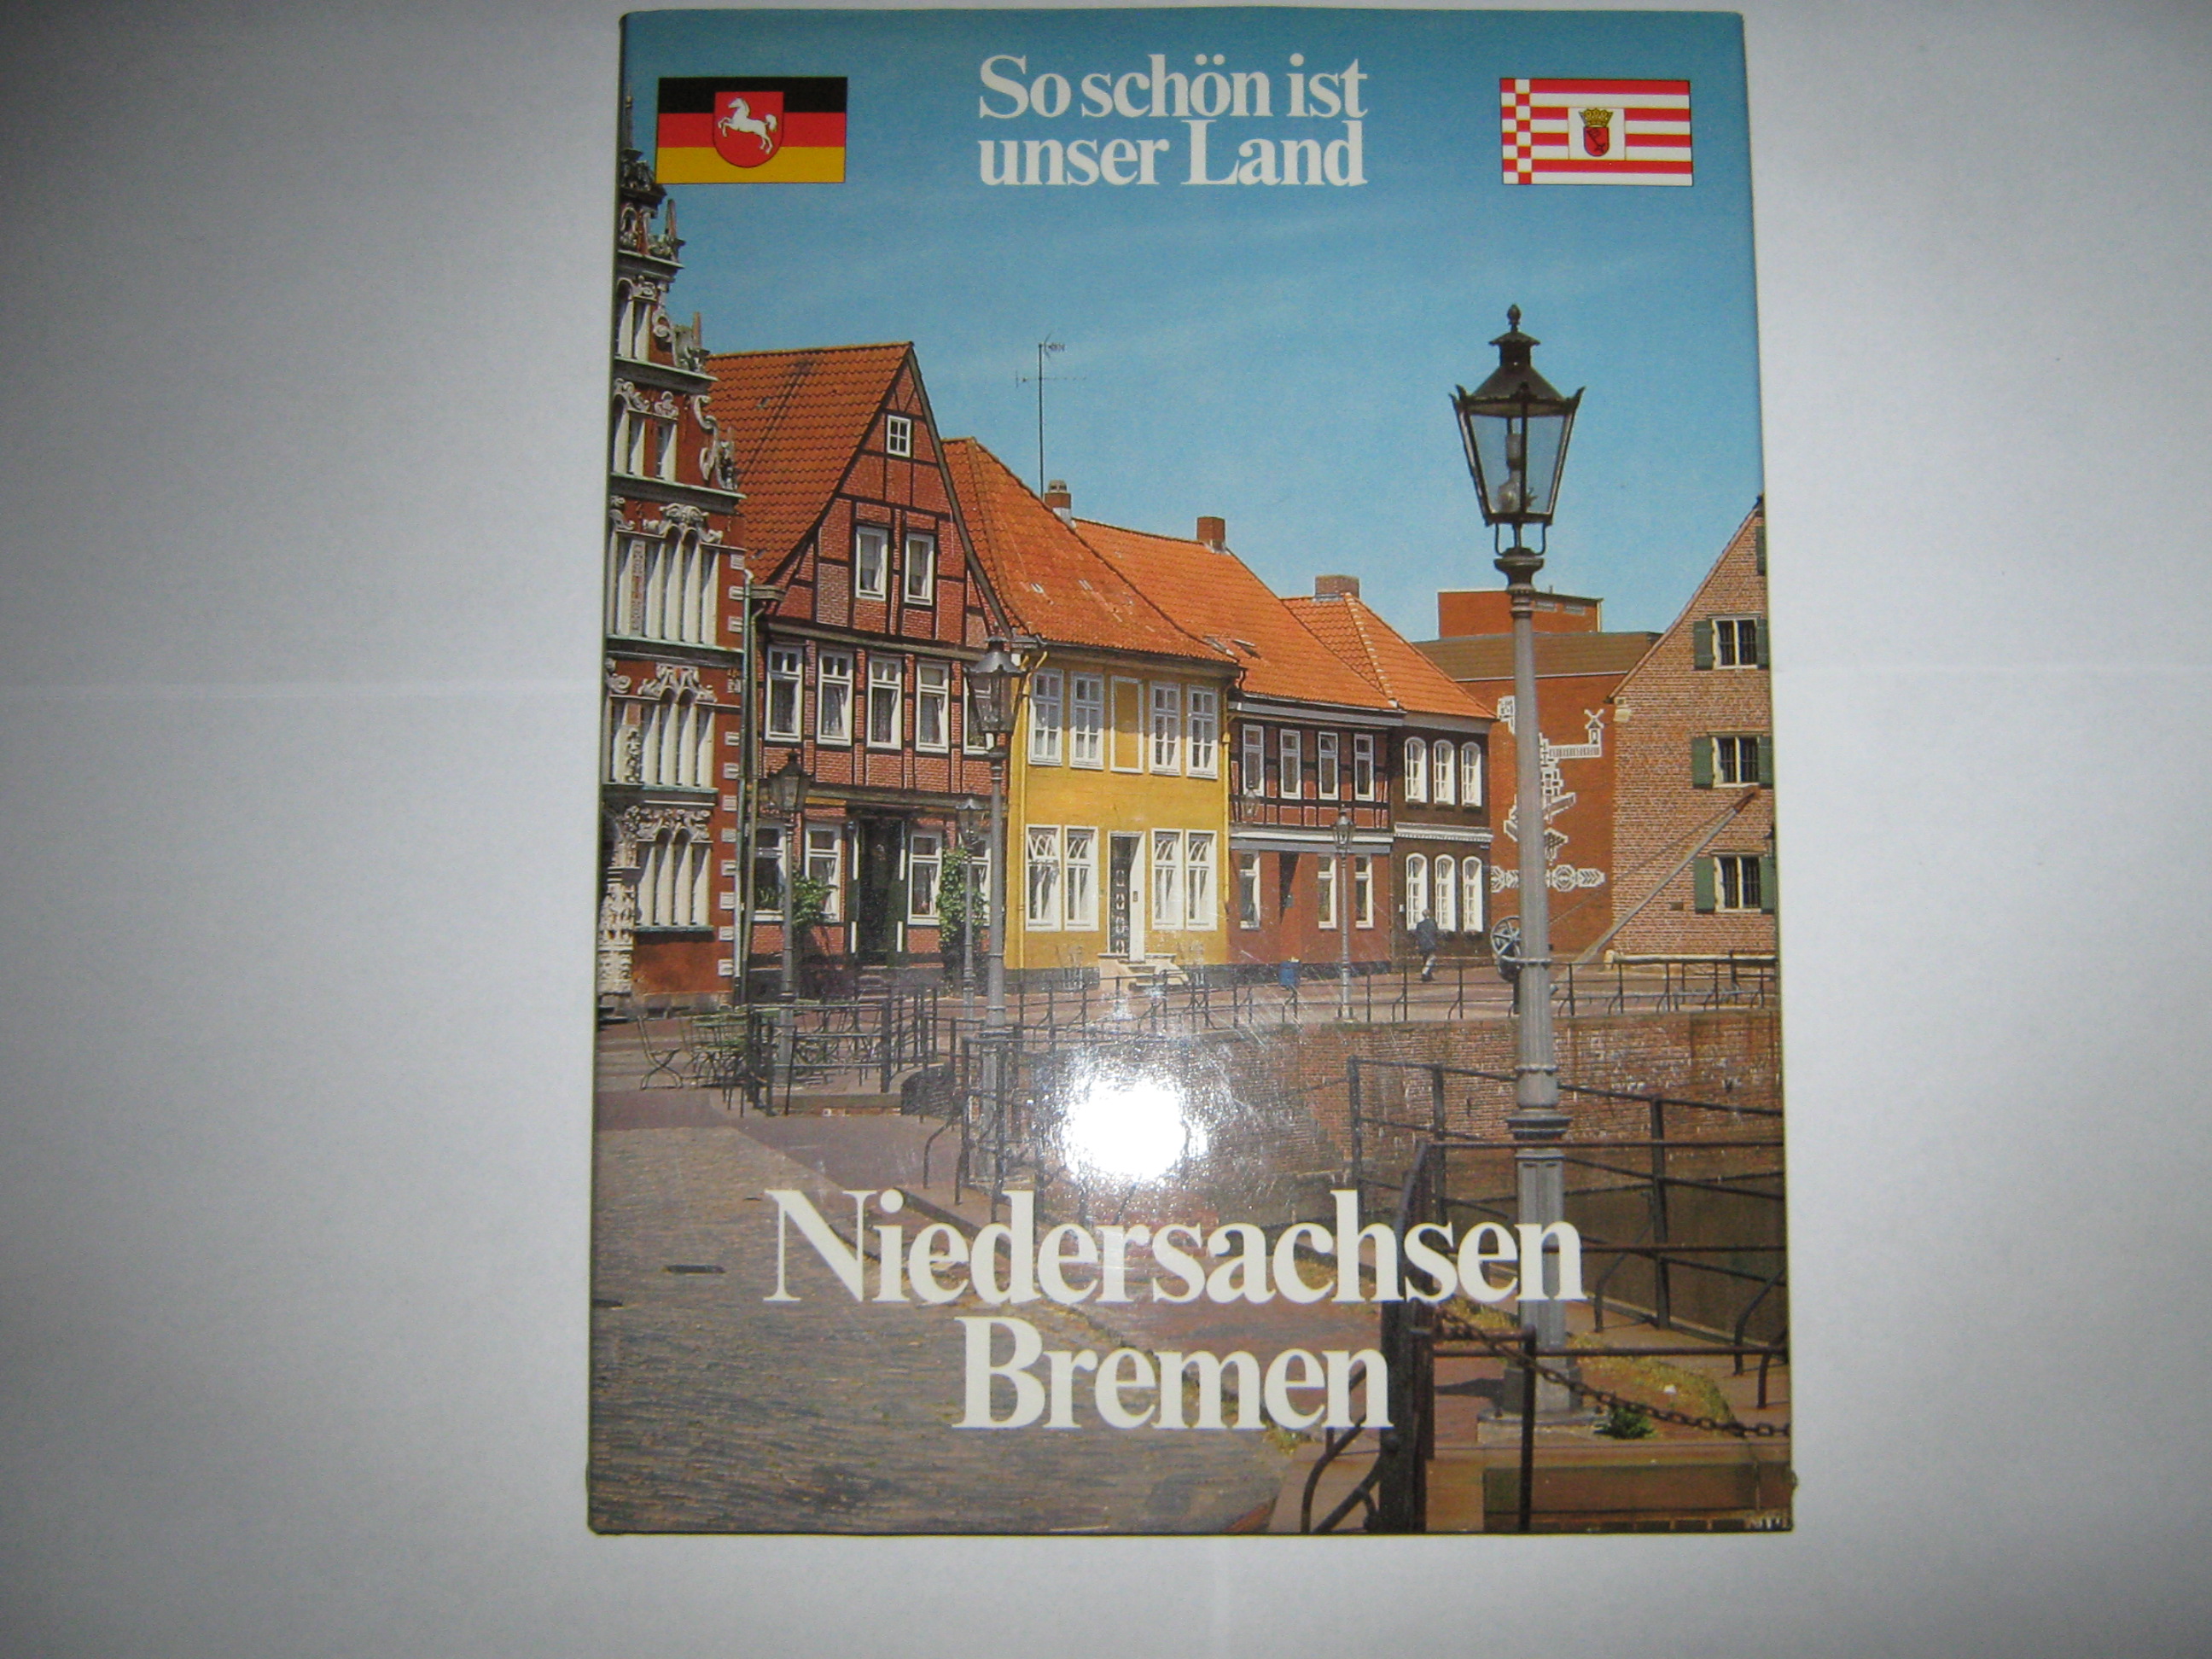 So schön ist
unser Land
Niedersachsen
Bremen